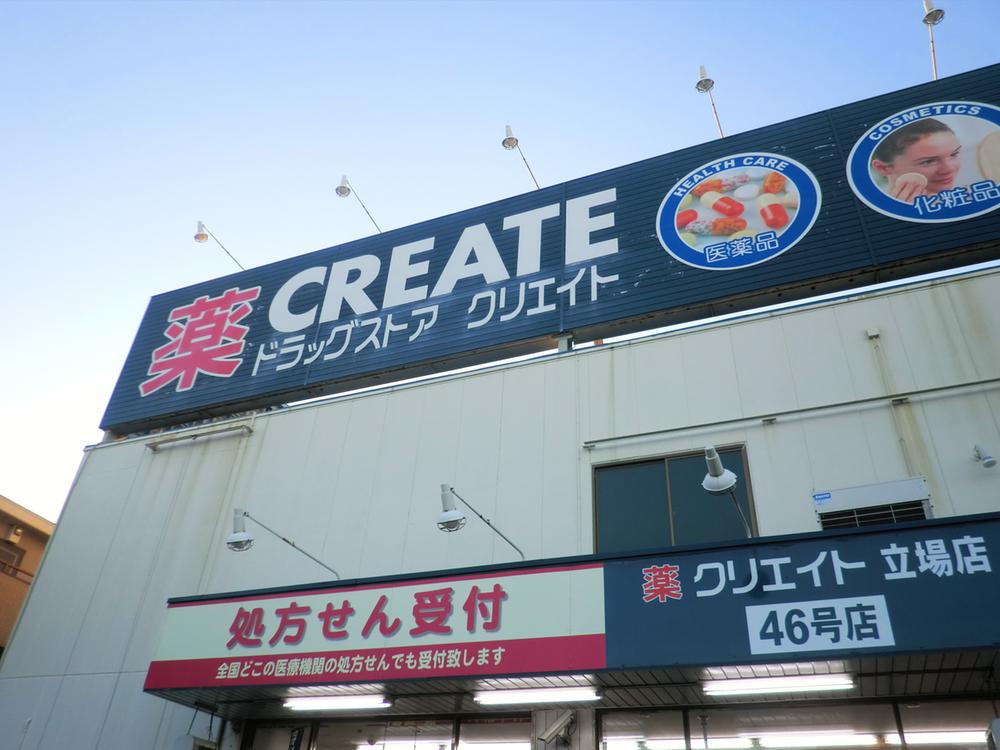 薬 CREATE
ドラッグストア クリエイト
HEALTH CARE
医薬品
COSMETICS
化粧品
処方せん受付
全国どこの医療機関の処方せんでも受付致します
薬 クリエイト 立場店
46号店